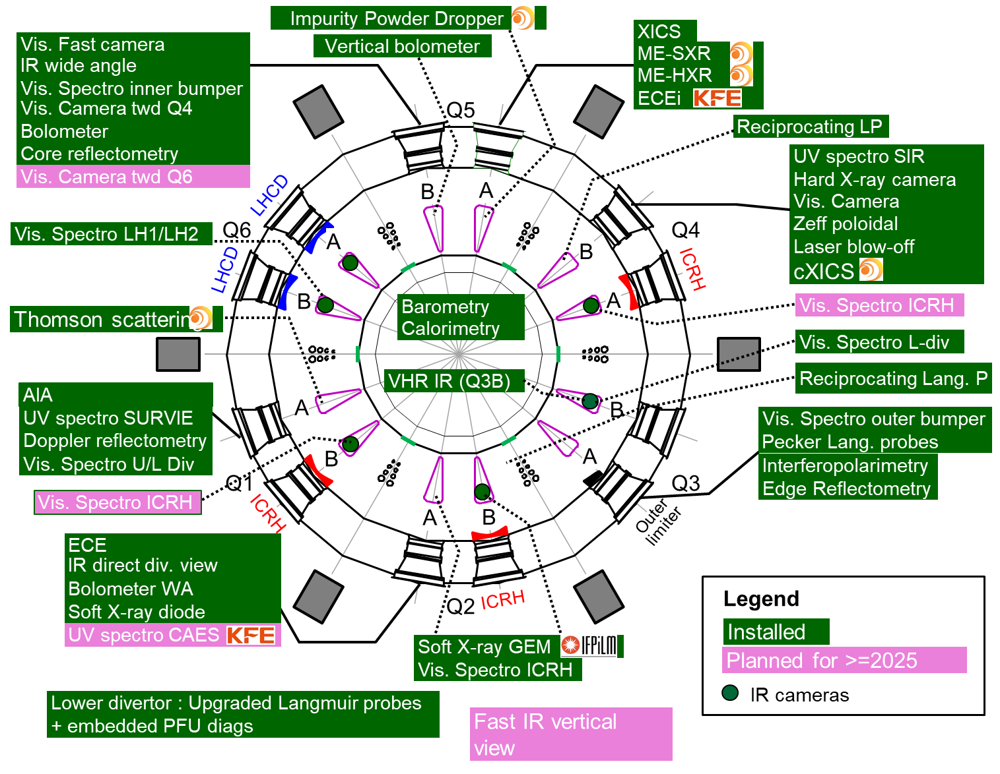 Impurity Powder Dropper
Vertical bolometer
Vis. Fast camera
IR wide angle
Vis. Spectro inner bumper
Vis. Camera twd Q4
Bolometer
Core reflectometry
Vis. Camera twd Q6
XICS
ME-SXR
ME-HXR
ECEi KFE
Reciprocating LP
UV spectro SIR
Hard X-ray camera
Vis. Camera
Zeff poloidal
Laser blow-off
cXICS
Q5
B
A
LHCD
Q6
A
Vis. Spectro LH1/LH2
LHCD
B
Q4
B
ICRH
A
Vis. Spectro ICRH
Thomson scattering
Barometry
Calorimetry
VHR IR (Q3B)
Vis. Spectro L-div
Reciprocating Lang. P
AIA
UV spectro SURVIE
Doppler reflectometry
Vis. Spectro U/L Div
A
B
Q1
ICRH
Vis. Spectro ICRH
B
A
Q3
Outer
limiter
Vis. Spectro outer bumper
Pecker Lang. probes
Interferopolarimetry
Edge Reflectometry
A
B
Q2
ICRH
ECE
IR direct div. view
Bolometer WA
Soft X-ray diode
UV spectro CAES KFE
Soft X-ray GEM IFPiLM
Vis. Spectro ICRH
Lower divertor : Upgraded Langmuir probes
+ embedded PFU diags
Fast IR vertical
view
Legend
Installed
Planned for >=2025
IR cameras